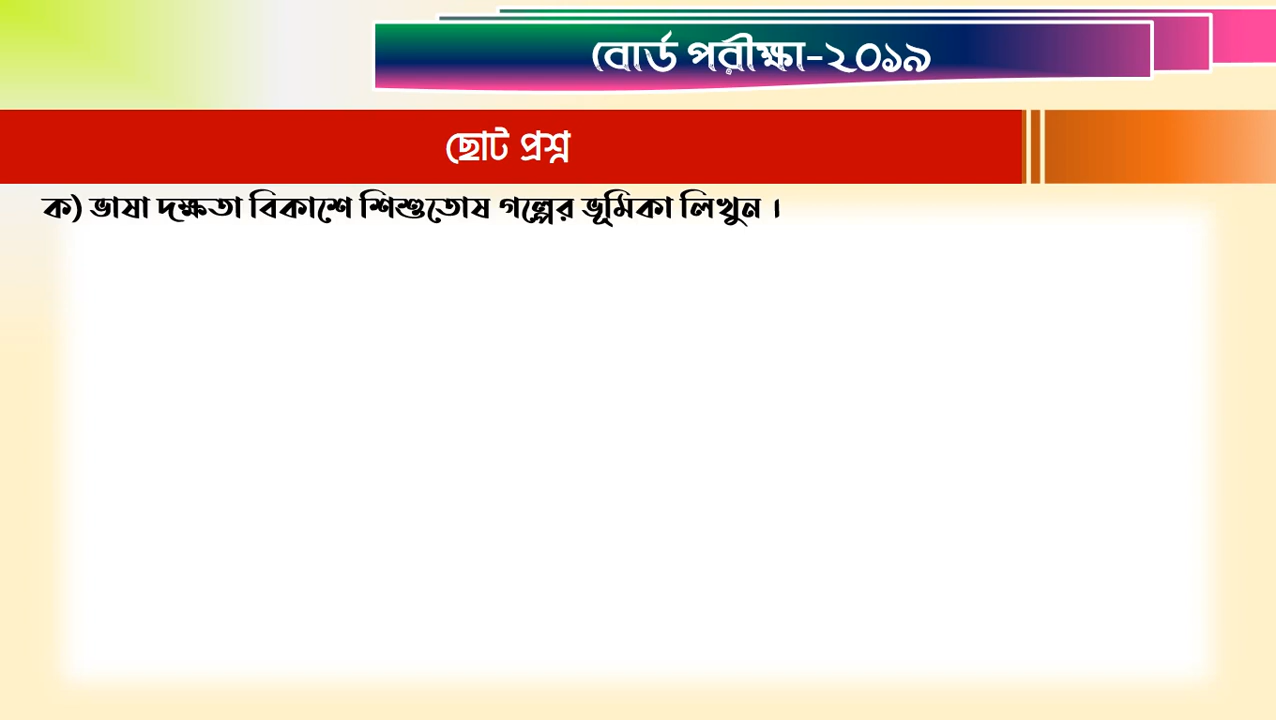 বোর্ড পরীক্ষা-২০১৯
ছোট প্রশ্ন
ক) ভাষা দক্ষতা বিকাশে শিশুতোষ গল্পের ভূমিকা লিখুন ।